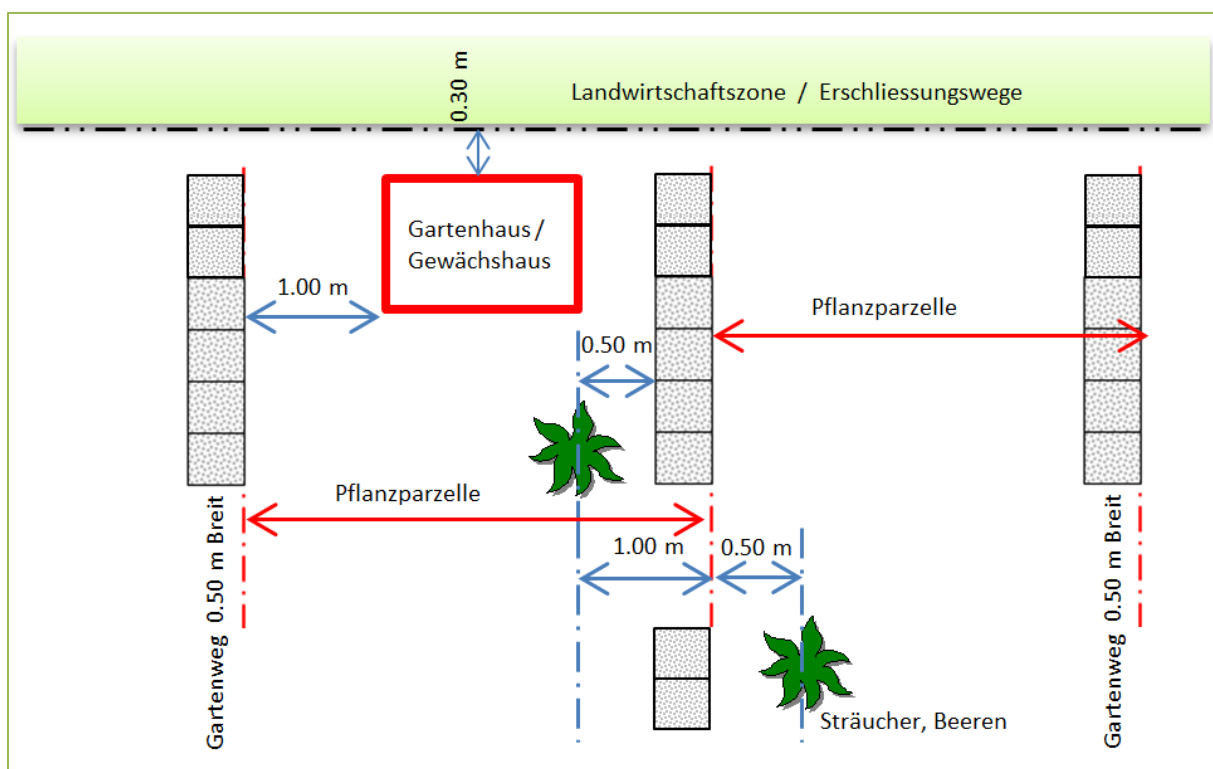 0.30 m
Landwirtschaftszone / Erschliessungswege
Gartenhaus /
Gewächshaus
1.00 m
Pflanzparzelle
0.50 m
Pflanzparzelle
1.00 m
0.50 m
Gartenweg 0.50 m Breit
Gartenweg 0.50 m Breit
Sträucher, Beeren